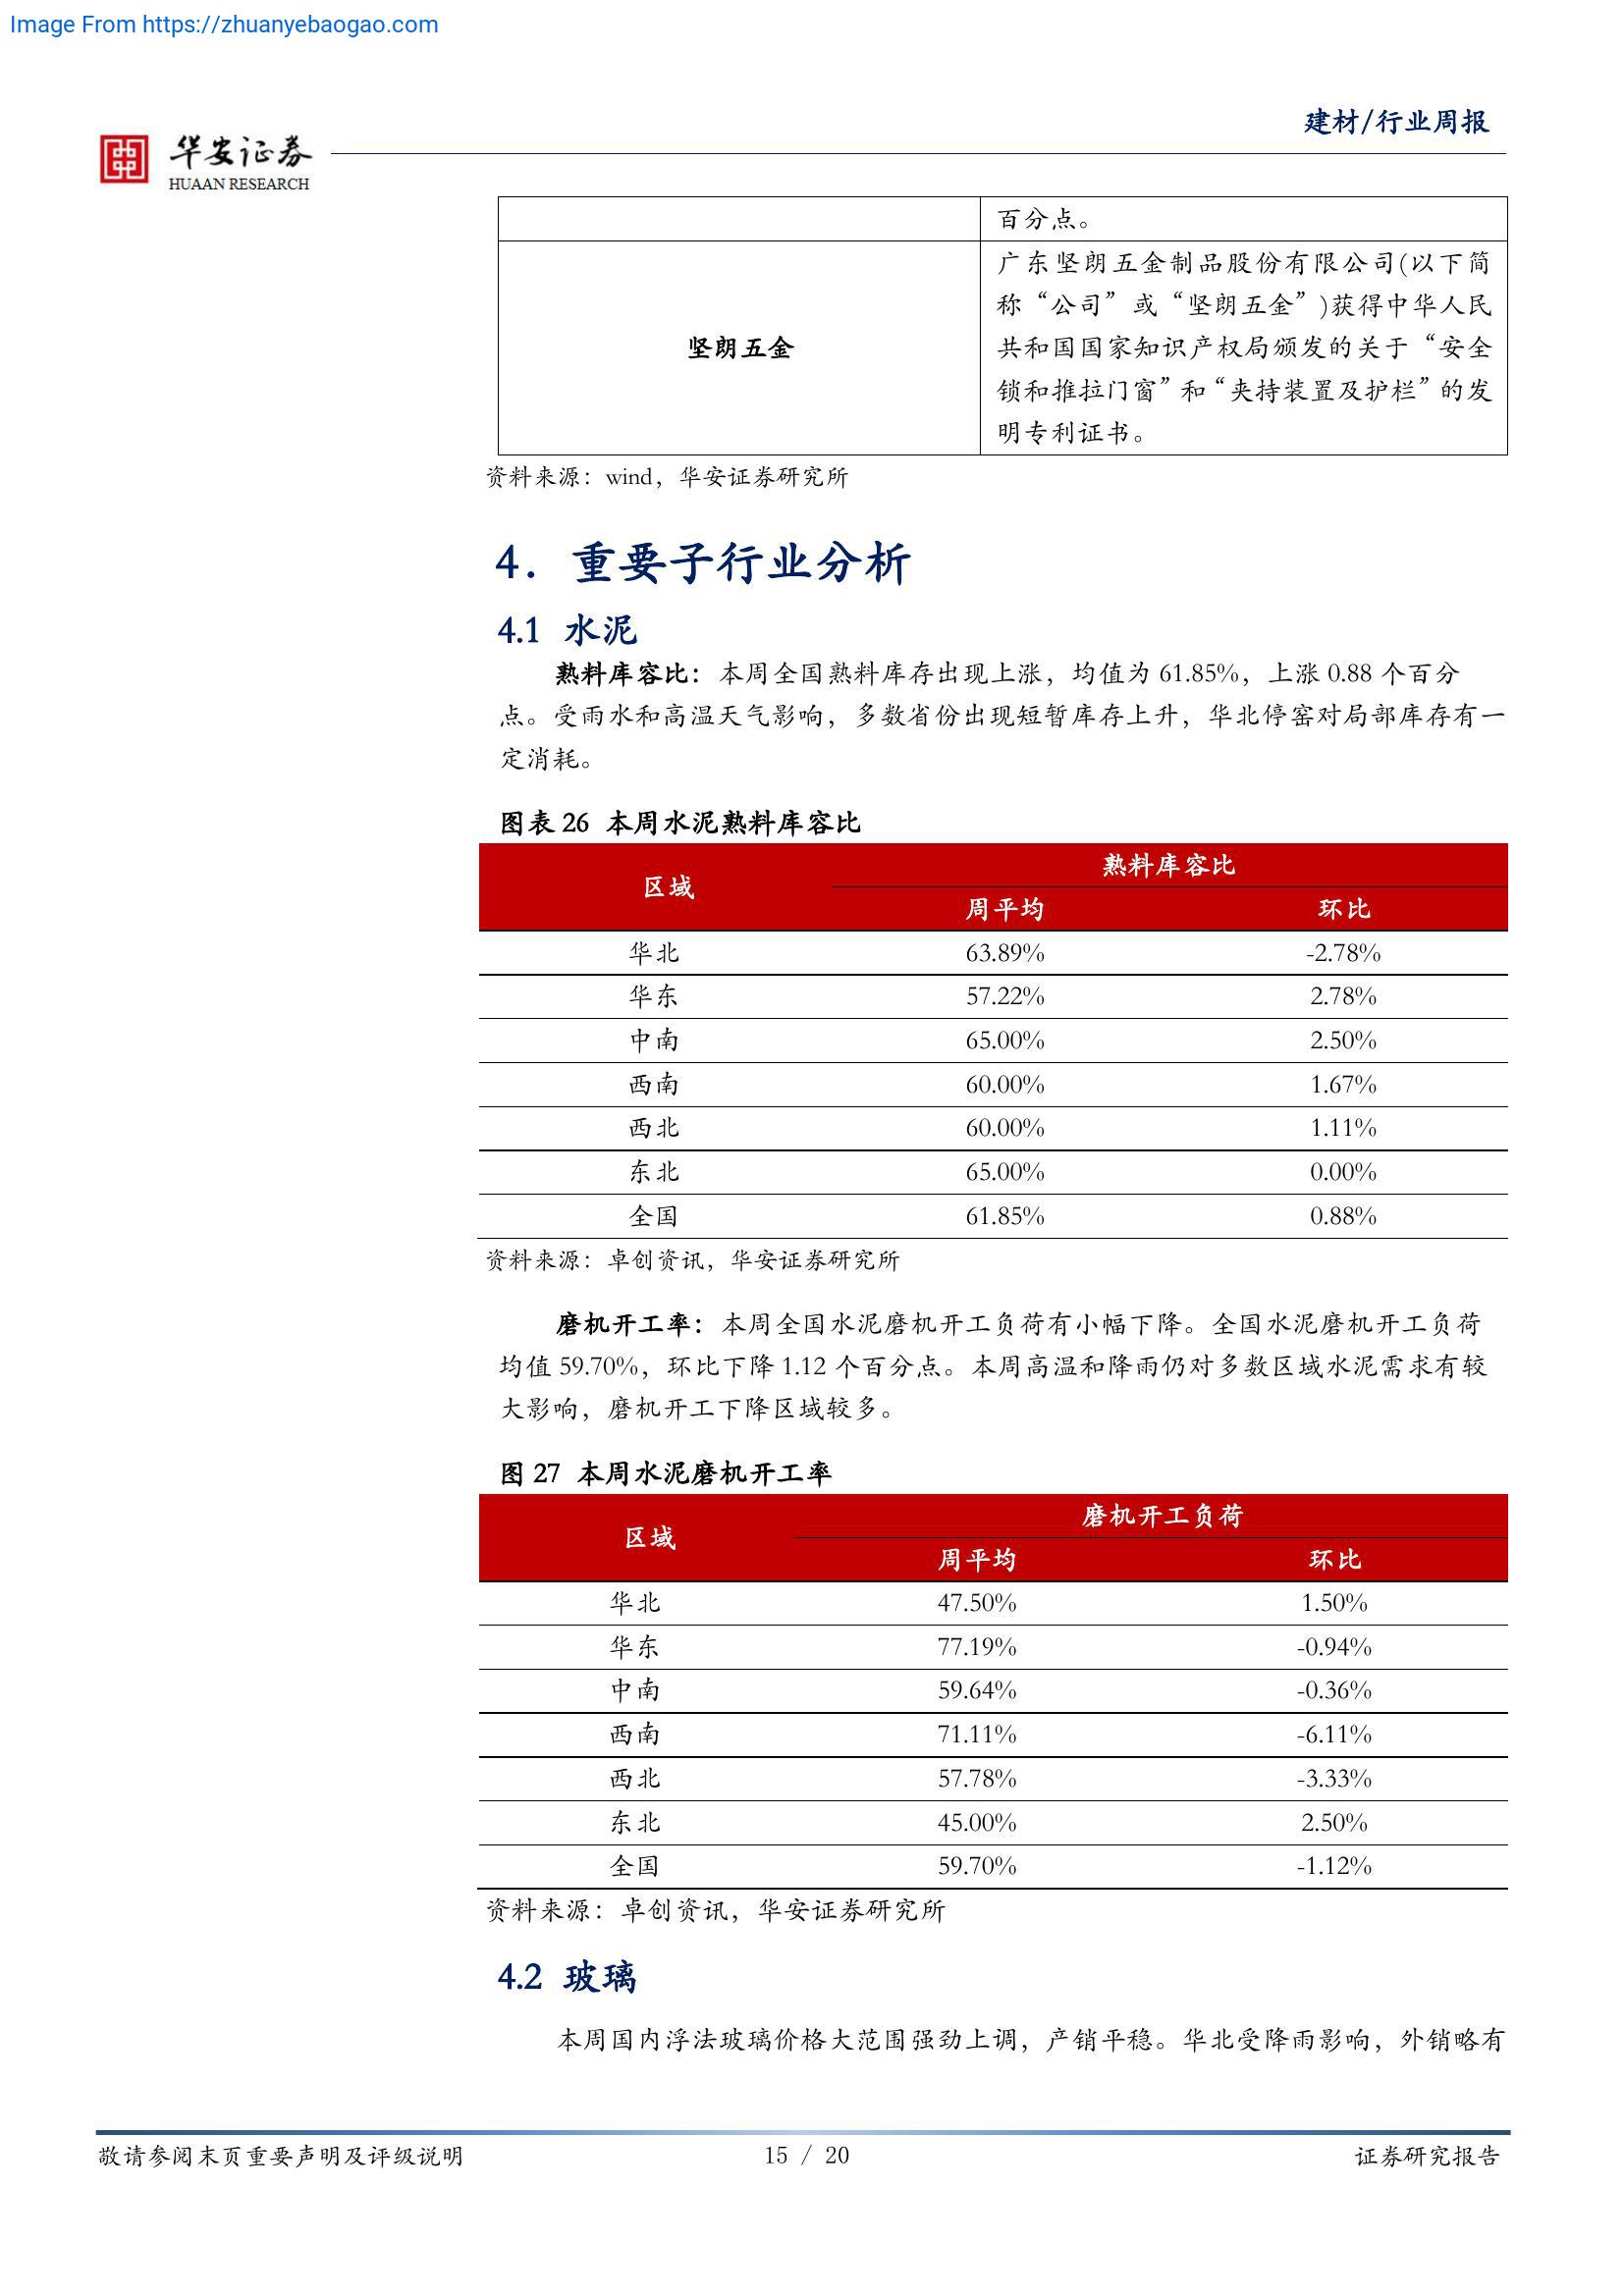 Image From https://zhuanyebaogao.com
建材/行业周报
华安证券
HUAAN RESEARCH
百分点。
坚朗五金
广东坚朗五金制品股份有限公司(以下简
称“公司”或“坚朗五金”)获得中华人民
共和国国家知识产权局颁发的关于“安全
锁和推拉门窗”和“夹持装置及护栏”的发
明专利证书。
资料来源：wind，华安证券研究所
4. 重要子行业分析
4.1 水泥
熟料库容比：本周全国熟料库存出现上涨，均值为 61.85%，上涨 0.88 个百分
点。受雨水和高温天气影响，多数省份出现短暂库存上升，华北停窑对局部库存有一
定消耗。
图表 26 本周水泥熟料库容比
区域 熟料库容比
周平均 环比
华北 63.89% -2.78%
华东 57.22% 2.78%
中南 65.00% 2.50%
西南 60.00% 1.67%
西北 60.00% 1.11%
东北 65.00% 0.00%
全国 61.85% 0.88%
资料来源：卓创资讯，华安证券研究所
磨机开工率：本周全国水泥磨机开工负荷有小幅下降。全国水泥磨机开工负荷
均值 59.70%，环比下降 1.12 个百分点。本周高温和降雨仍对多数区域水泥需求有较
大影响，磨机开工下降区域较多。
图 27 本周水泥磨机开工率
区域 磨机开工负荷
周平均 环比
华北 47.50% 1.50%
华东 77.19% -0.94%
中南 59.64% -0.36%
西南 71.11% -6.11%
西北 57.78% -3.33%
东北 45.00% 2.50%
全国 59.70% -1.12%
资料来源：卓创资讯，华安证券研究所
4.2 玻璃
本周国内浮法玻璃价格大范围强劲上调，产销平稳。华北受降雨影响，外销略有
敬请参阅末页重要声明及评级说明 15 / 20 证券研究报告